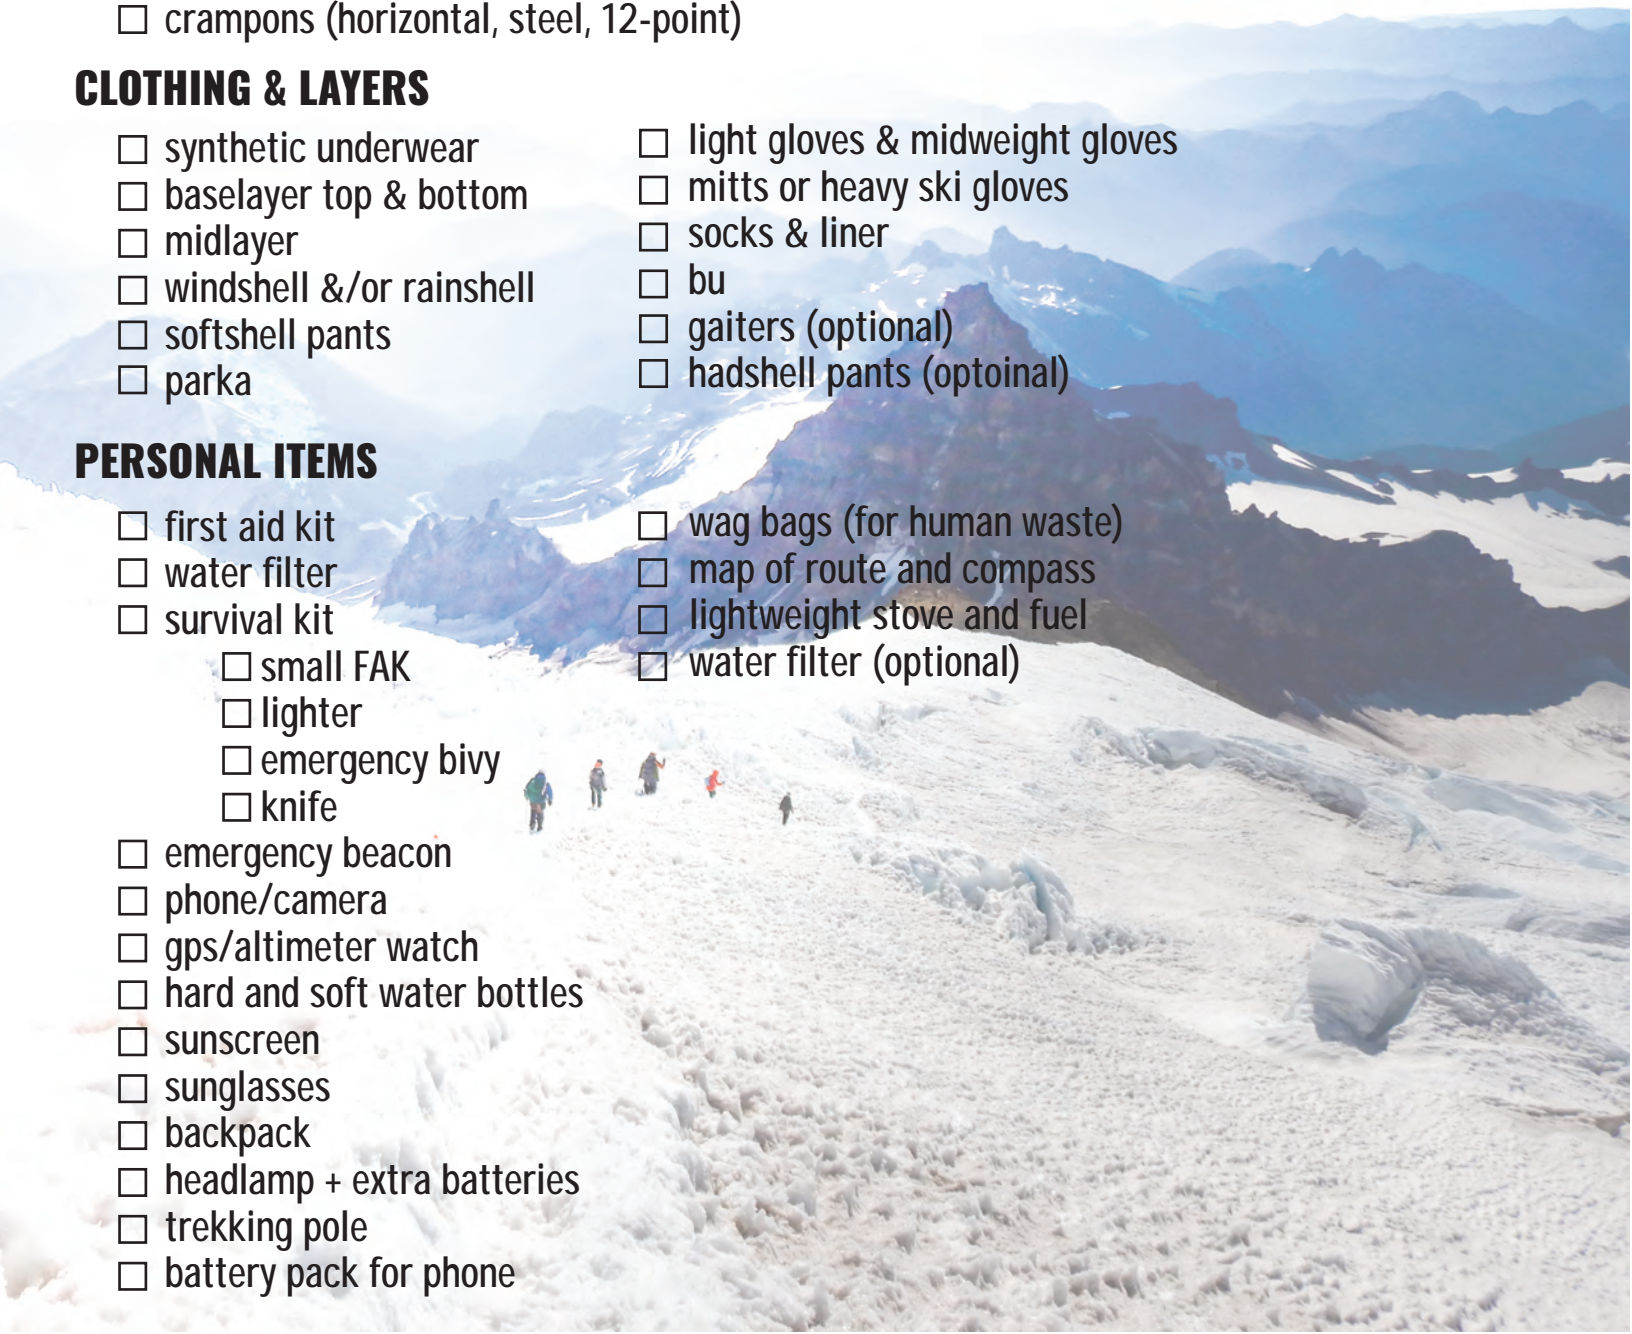 crampons (horizontal, steel, 12-point)
CLOTHING & LAYERS
synthetic underwear
baselayer top & bottom
midlayer
windshell &/or rainshell
softshell pants
parka
light gloves & midweight gloves
mitts or heavy ski gloves
socks & liner
bu
gaiters (optional)
hadshell pants (optoinal)
PERSONAL ITEMS
first aid kit
water filter
survival kit
small FAK
lighter
emergency bivy
knife
emergency beacon
phone/camera
gps/altimeter watch
hard and soft water bottles
sunscreen
sunglasses
backpack
headlamp + extra batteries
trekking pole
battery pack for phone
wag bags (for human waste)
map of route and compass
lightweight stove and fuel
water filter (optional)